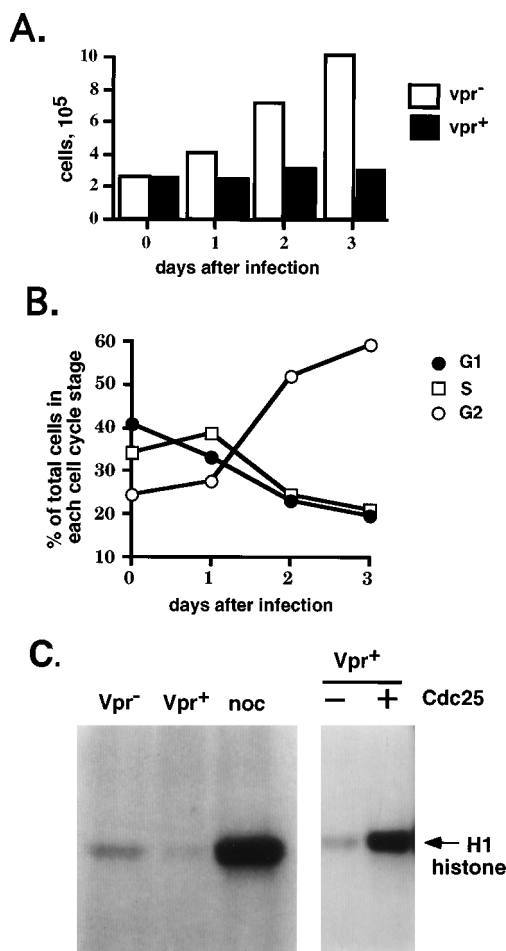 A.
10
8
6
4
2
0
cells, 10⁵
vpr⁻
vpr⁺
0 1 2 3
days after infection
B.
60
50
40
30
20
10
% of total cells in
each cell cycle stage
G1
S
G2
0 1 2 3
days after infection
C.
Vpr⁺
Vpr⁻ Vpr⁺ noc − + Cdc25
H1
histone